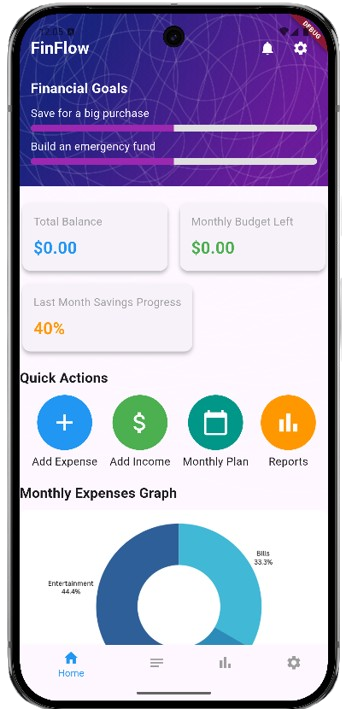 12:05
DEBUG
FinFlow
Financial Goals
Save for a big purchase
Build an emergency fund
Total Balance
$0.00
Monthly Budget Left
$0.00
Last Month Savings Progress
40%
Quick Actions
Add Expense
Add Income
Monthly Plan
Reports
Monthly Expenses Graph
Bills
33.3%
Entertainment
44.4%
Home